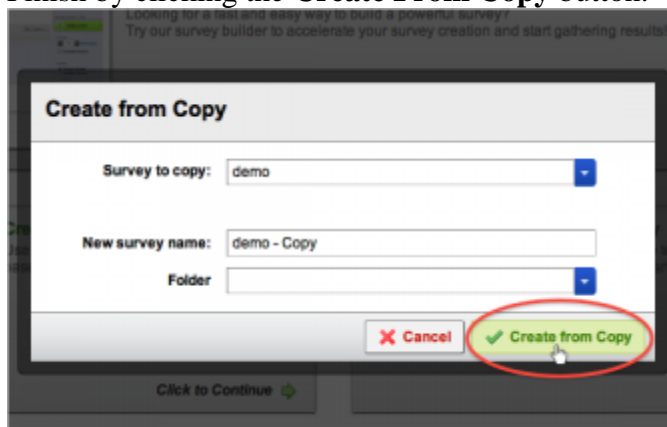 Finish by clicking the Create From Copy button.
Looking for a fast and easy way to build a powerful survey?
Try our survey builder to accelerate your survey creation and start gathering results!
Create from Copy
Survey to copy: demo
New survey name: demo - Copy
Folder
Cancel Create from Copy
Click to Continue